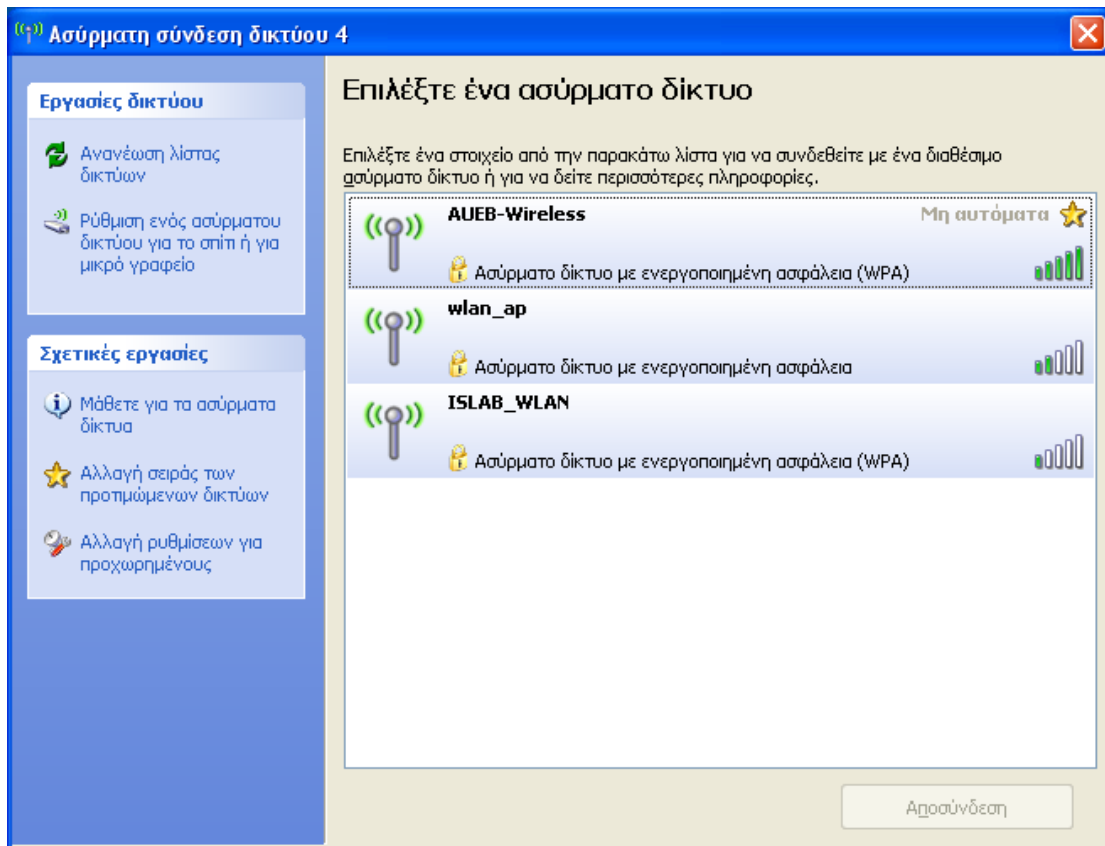 Ασύρματη σύνδεση δικτύου 4
Εργασίες δικτύου
Ανανέωση λίστας
δικτύων
Ρύθμιση ενός ασύρματου
δικτύου για το σπίτι ή για
μικρό γραφείο
Σχετικές εργασίες
Μάθετε για τα ασύρματα
δίκτυα
Αλλαγή σειράς των
προτιμώμενων δικτύων
Αλλαγή ρυθμίσεων για
προχωρημένους
Επιλέξτε ένα ασύρματο δίκτυο
Επιλέξτε ένα στοιχείο από την παρακάτω λίστα για να συνδεθείτε με ένα διαθέσιμο
ασύρματο δίκτυο ή για να δείτε περισσότερες πληροφορίες.
AUEB-Wireless Μη αυτόματα
Ασύρματο δίκτυο με ενεργοποιημένη ασφάλεια (WPA)
wlan_ap
Ασύρματο δίκτυο με ενεργοποιημένη ασφάλεια
ISLAB_WLAN
Ασύρματο δίκτυο με ενεργοποιημένη ασφάλεια (WPA)
Αποσύνδεση